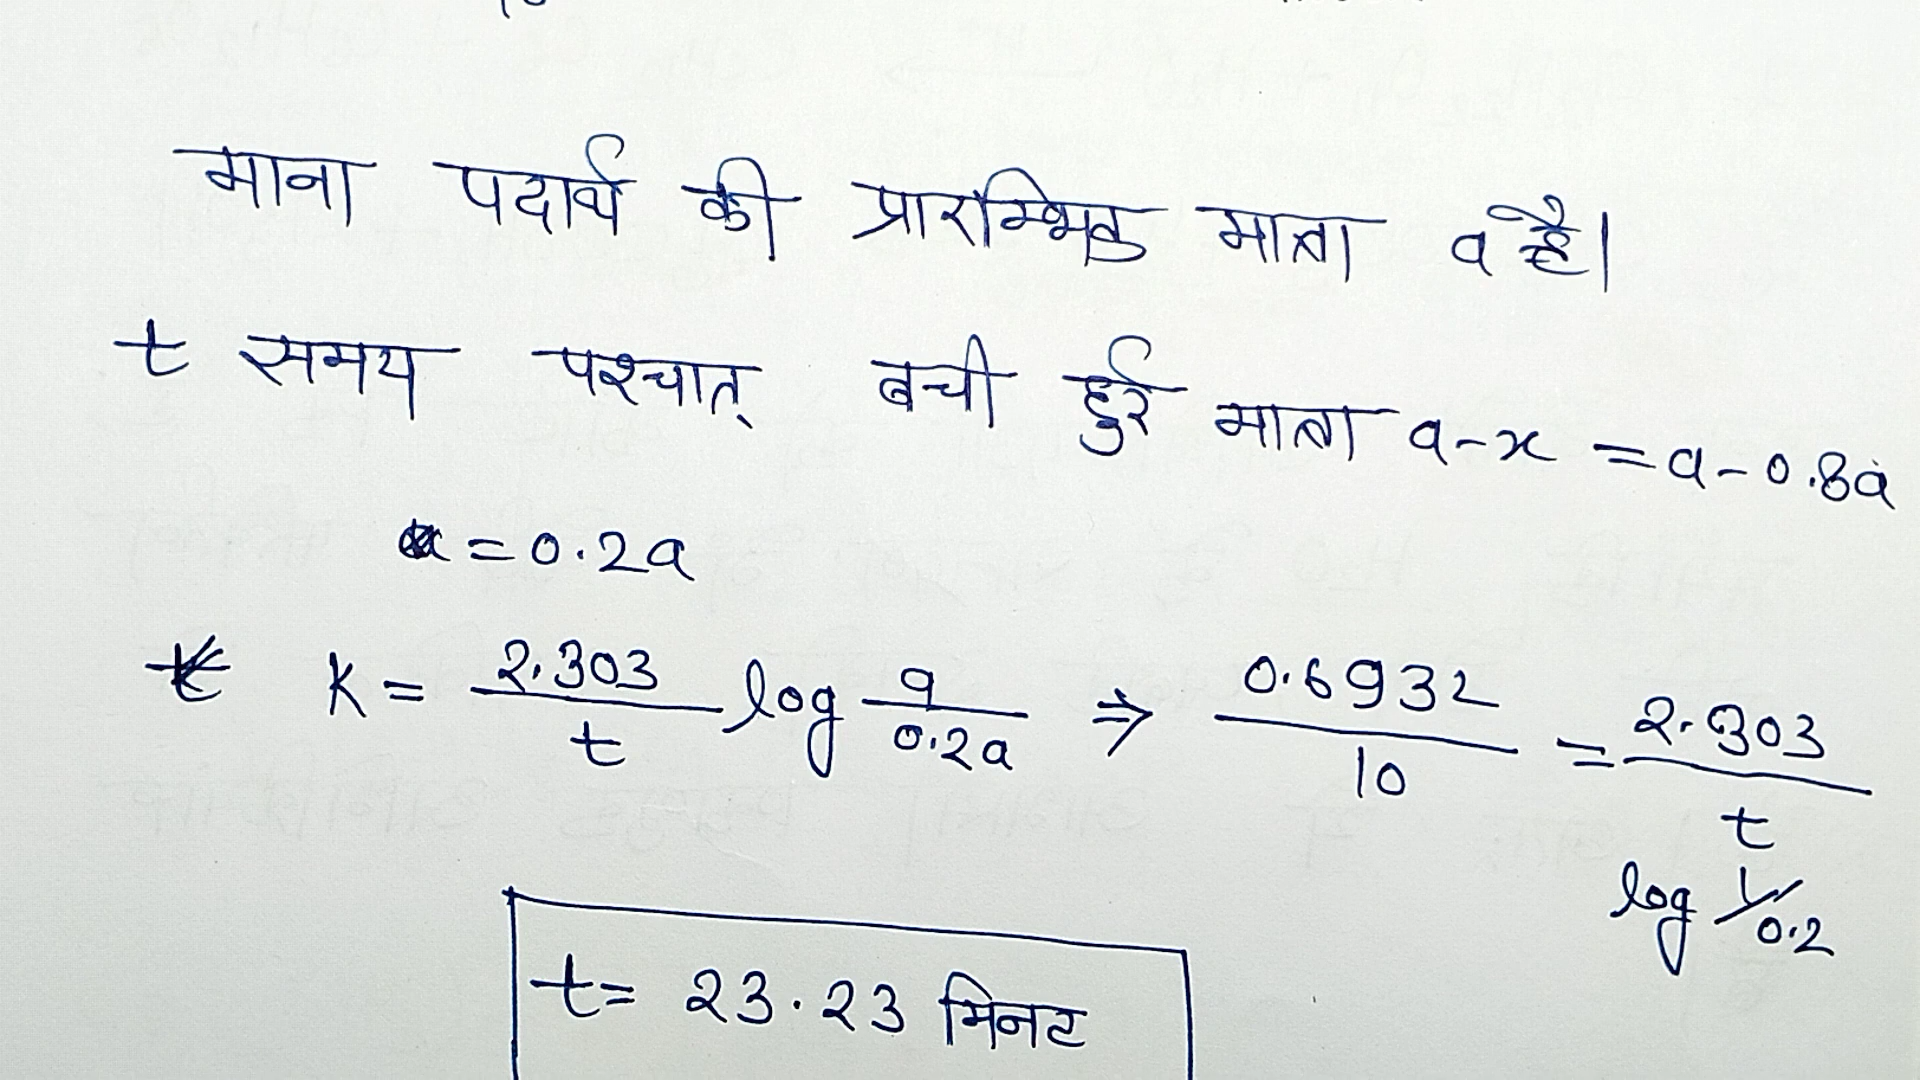 माना पदार्थ की प्रारम्भिक मात्रा a है।
t समय पश्चात् बची हुई मात्रा a-x = a-0.8a
= 0.2a
K = 2.303/t log a/0.2a ⇒ 0.6932/10 = 2.303/t
log 1/0.2
t = 23.23 मिनट